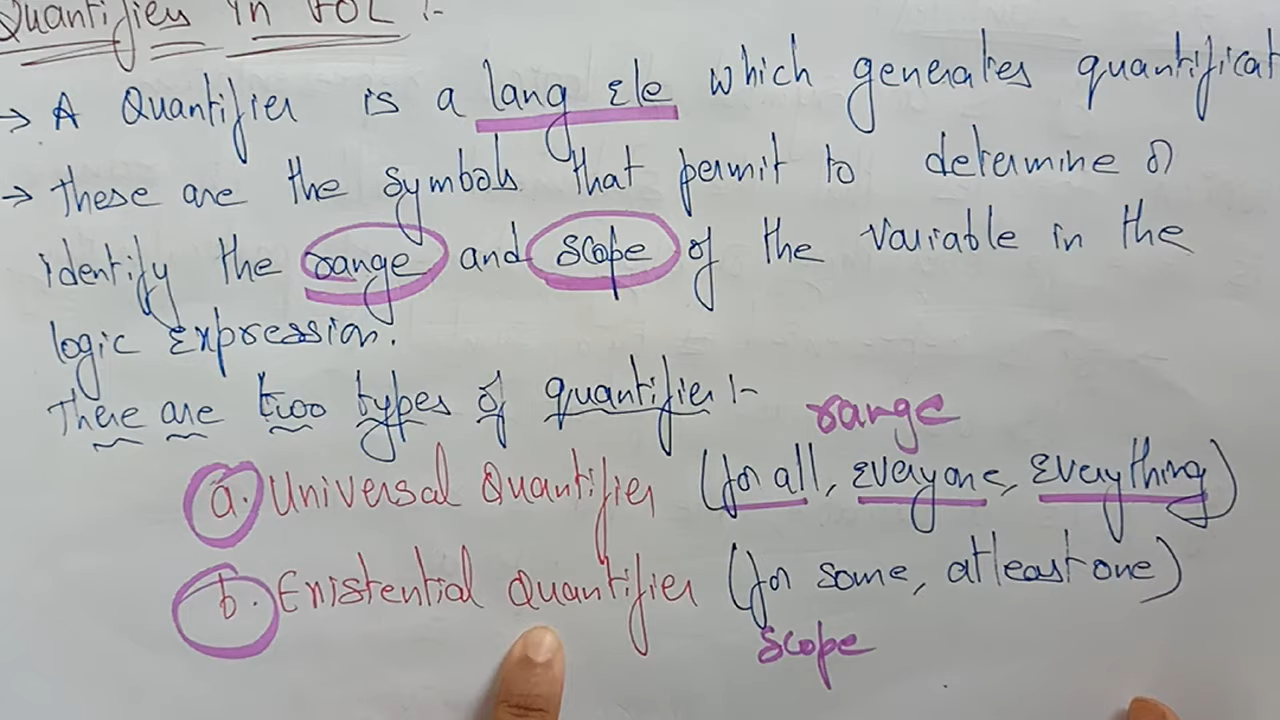 Quantifier in FOL :-
→ A Quantifier is a lang Ele which generates quantificat
→ These are the symbols that permit to determine or
identify the range and scope of the variable in the
logic Expression.
There are two types of quantifier :-
range
a. Universal Quantifier (for all, Everyone, Everything)
b. Existential Quantifier (for some, atleast one)
scope